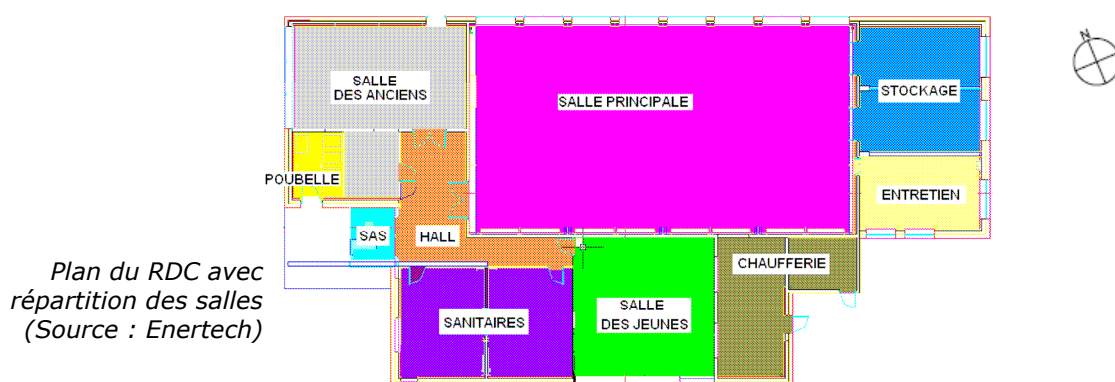 N
SALLE
DES ANCIENS
SALLE PRINCIPALE
STOCKAGE
POUBELLE
ENTRETIEN
SAS
HALL
CHAUFFERIE
Plan du RDC avec
répartition des salles
(Source : Enertech)
SANITAIRES
SALLE
DES JEUNES